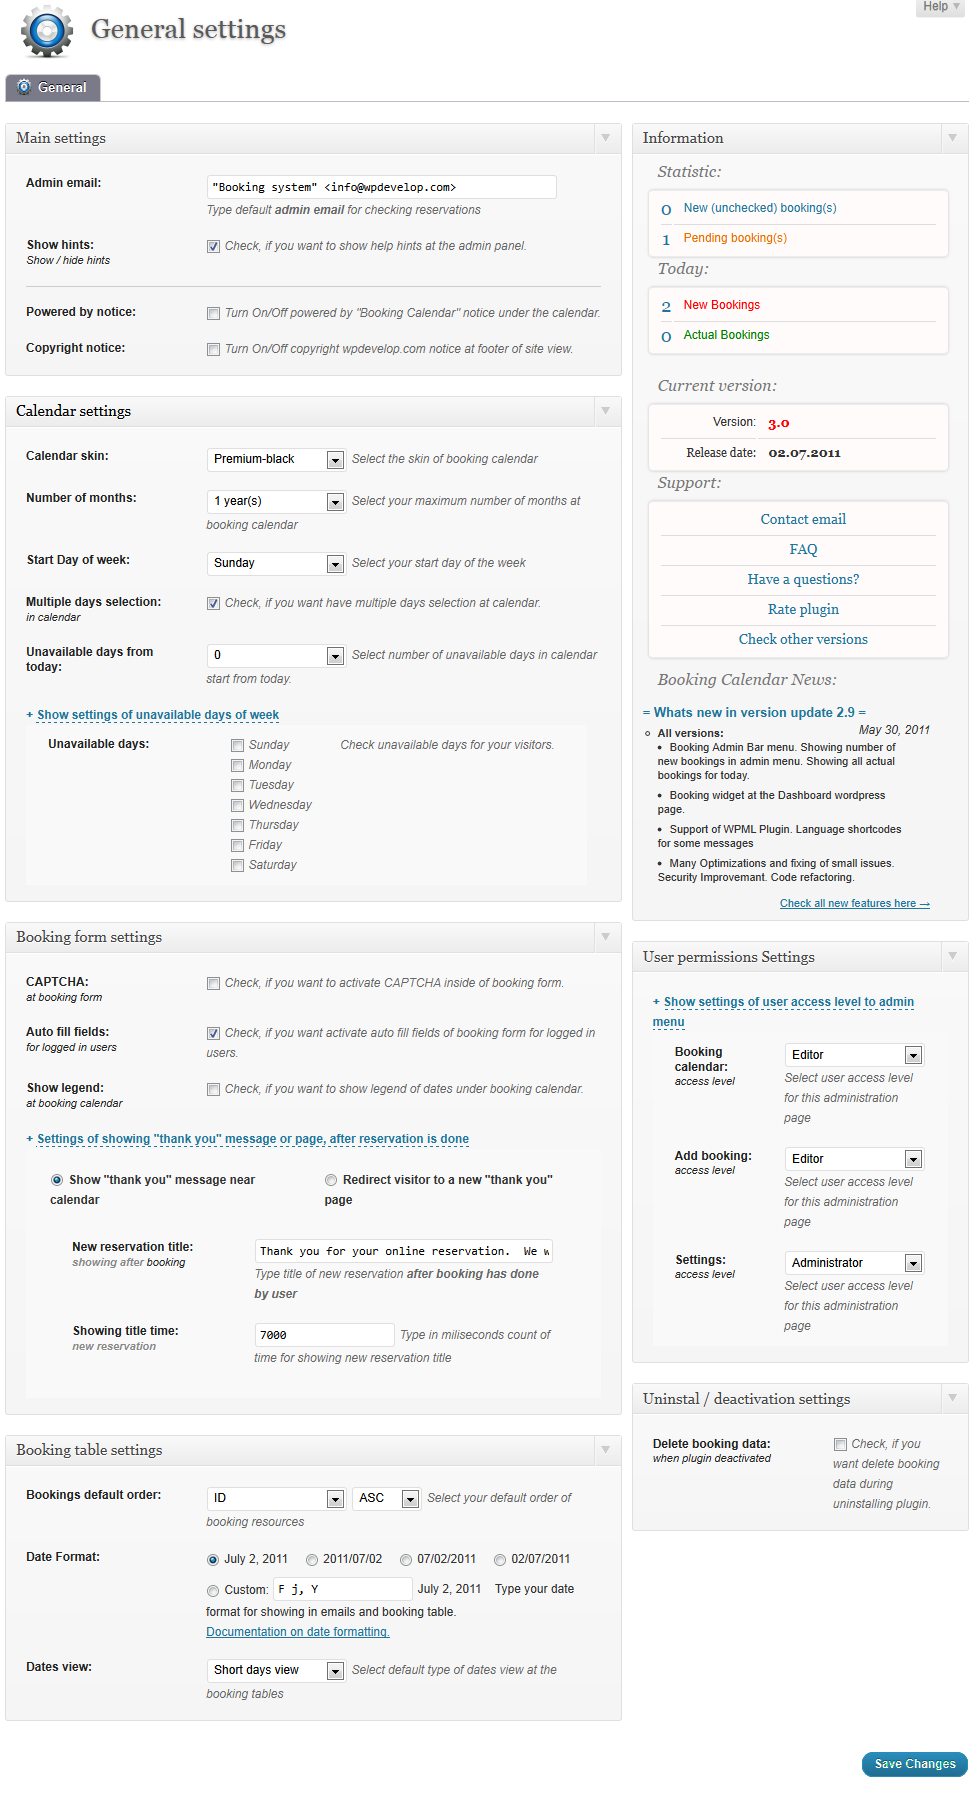 Help
General settings
General
Main settings
Admin email:
"Booking system" <info@wpdevelop.com>
Type default admin email for checking reservations
Show hints:
Show / hide hints
Check, if you want to show help hints at the admin panel.
Powered by notice:
Turn On/Off powered by "Booking Calendar" notice under the calendar.
Copyright notice:
Turn On/Off copyright wpdevelop.com notice at footer of site view.
Calendar settings
Calendar skin:
Premium-black
Select the skin of booking calendar
Number of months:
1 year(s)
Select your maximum number of months at
booking calendar
Start Day of week:
Sunday
Select your start day of the week
Multiple days selection:
in calendar
Check, if you want have multiple days selection at calendar.
Unavailable days from
today:
0
Select number of unavailable days in calendar
start from today.
+ Show settings of unavailable days of week
Unavailable days:
Sunday
Check unavailable days for your visitors.
Monday
Tuesday
Wednesday
Thursday
Friday
Saturday
Booking form settings
CAPTCHA:
at booking form
Check, if you want to activate CAPTCHA inside of booking form.
Auto fill fields:
for logged in users
Check, if you want activate auto fill fields of booking form for logged in
users.
Show legend:
at booking calendar
Check, if you want to show legend of dates under booking calendar.
+ Settings of showing "thank you" message or page, after reservation is done
Show "thank you" message near
calendar
Redirect visitor to a new "thank you"
page
New reservation title:
showing after booking
Thank you for your online reservation.  We w
Type title of new reservation after booking has done
by user
Showing title time:
new reservation
7000
Type in miliseconds count of
time for showing new reservation title
Booking table settings
Bookings default order:
ID
ASC
Select your default order of
booking resources
Date Format:
July 2, 2011
2011/07/02
07/02/2011
02/07/2011
Custom:
F j, Y
July 2, 2011
Type your date
format for showing in emails and booking table.
Documentation on date formatting.
Dates view:
Short days view
Select default type of dates view at the
booking tables
Information
Statistic:
0 New (unchecked) booking(s)
1 Pending booking(s)
Today:
2 New Bookings
0 Actual Bookings
Current version:
Version: 3.0
Release date: 02.07.2011
Support:
Contact email
FAQ
Have a questions?
Rate plugin
Check other versions
Booking Calendar News:
= Whats new in version update 2.9 =
May 30, 2011
All versions:
• Booking Admin Bar menu. Showing number of
new bookings in admin menu. Showing all actual
bookings for today.
• Booking widget at the Dashboard wordpress
page.
• Support of WPML Plugin. Language shortcodes
for some messages
• Many Optimizations and fixing of small issues.
Security Improvemant. Code refactoring.
Check all new features here →
User permissions Settings
+ Show settings of user access level to admin
menu
Booking
calendar:
access level
Editor
Select user access level
for this administration
page
Add booking:
access level
Editor
Select user access level
for this administration
page
Settings:
access level
Administrator
Select user access level
for this administration
page
Uninstal / deactivation settings
Delete booking data:
when plugin deactivated
Check, if you
want delete booking
data during
uninstalling plugin.
Save Changes